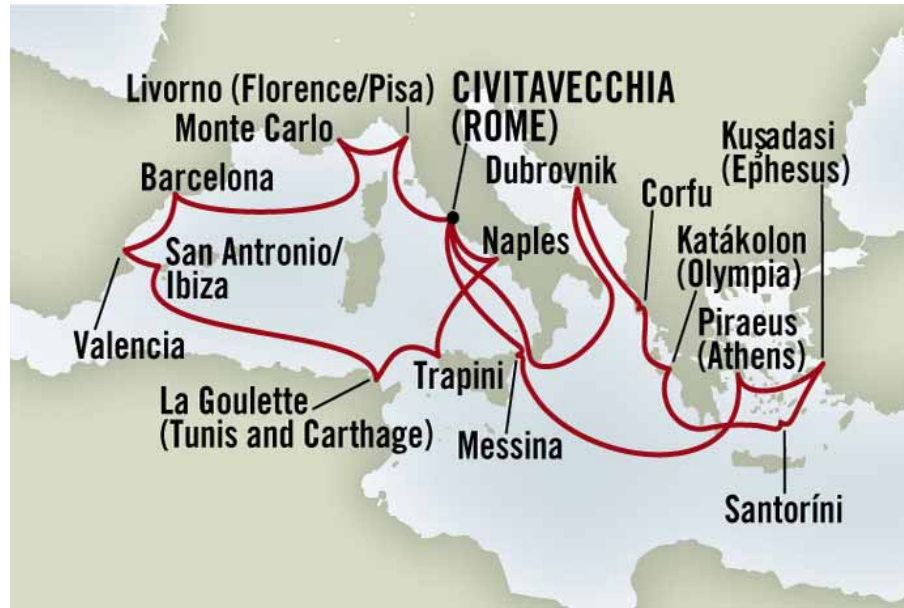 Livorno (Florence/Pisa)
Monte Carlo
CIVITAVECCHIA
(ROME)
Dubrovnik
Kuşadasi
(Ephesus)
Barcelona
Corfu
San Antronio/
Ibiza
Naples
Katákolon
(Olympia)
Valencia
Piraeus
(Athens)
Trapini
La Goulette
(Tunis and Carthage)
Messina
Santoríni